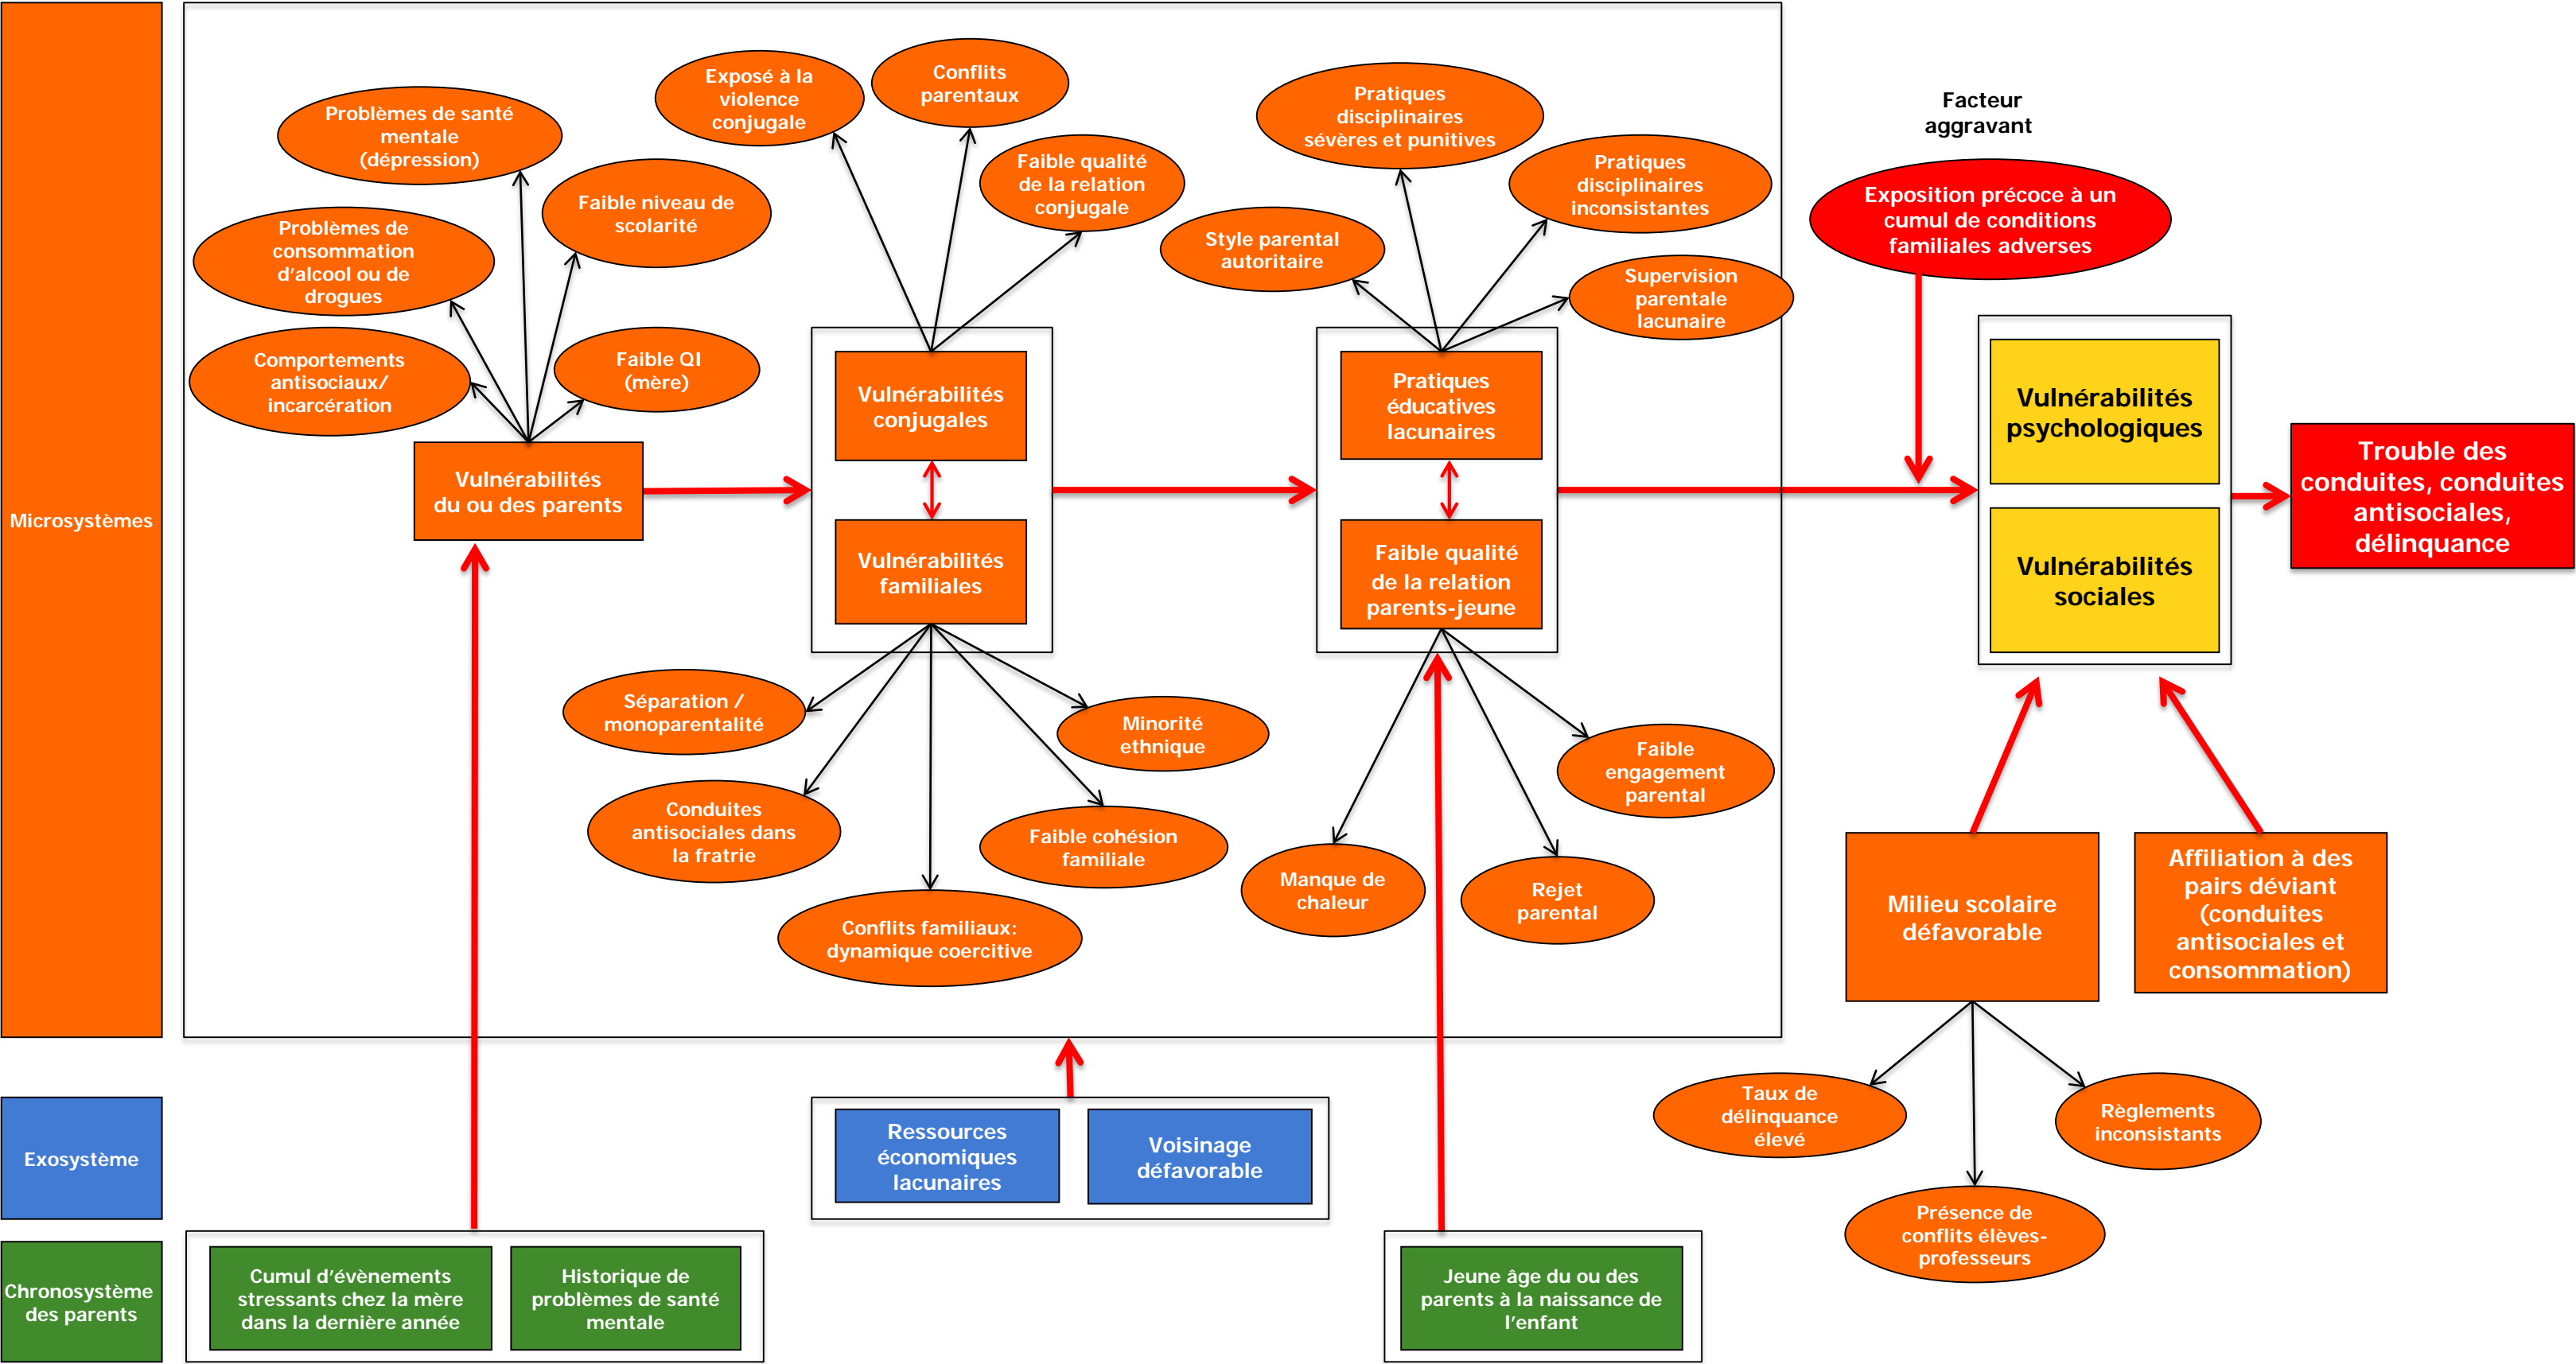 Microsystèmes
Exosystème
Chronosystème
des parents
Problèmes de santé
mentale
(dépression)
Problèmes de
consommation
d'alcool ou de
drogues
Comportements
antisociaux/
incarcération
Faible niveau de
scolarité
Faible QI
(mère)
Vulnérabilités
du ou des parents
Exposé à la
violence
conjugale
Conflits
parentaux
Faible qualité
de la relation
conjugale
Vulnérabilités
conjugales
Vulnérabilités
familiales
Séparation /
monoparentalité
Conduites
antisociales dans
la fratrie
Conflits familiaux:
dynamique coercitive
Faible cohésion
familiale
Minorité
ethnique
Pratiques
disciplinaires
sévères et punitives
Pratiques
disciplinaires
inconsistantes
Style parental
autoritaire
Supervision
parentale
lacunaire
Pratiques
éducatives
lacunaires
Faible qualité
de la relation
parents-jeune
Manque de
chaleur
Rejet
parental
Faible
engagement
parental
Facteur
aggravant
Exposition précoce à un
cumul de conditions
familiales adverses
Vulnérabilités
psychologiques
Vulnérabilités
sociales
Trouble des
conduites, conduites
antisociales,
délinquance
Milieu scolaire
défavorable
Affiliation à des
pairs déviant
(conduites
antisociales et
consommation)
Taux de
délinquance
élevé
Présence de
conflits élèves-
professeurs
Règlements
inconsistants
Ressources
économiques
lacunaires
Voisinage
défavorable
Cumul d'évènements
stressants chez la mère
dans la dernière année
Historique de
problèmes de santé
mentale
Jeune âge du ou des
parents à la naissance de
l'enfant